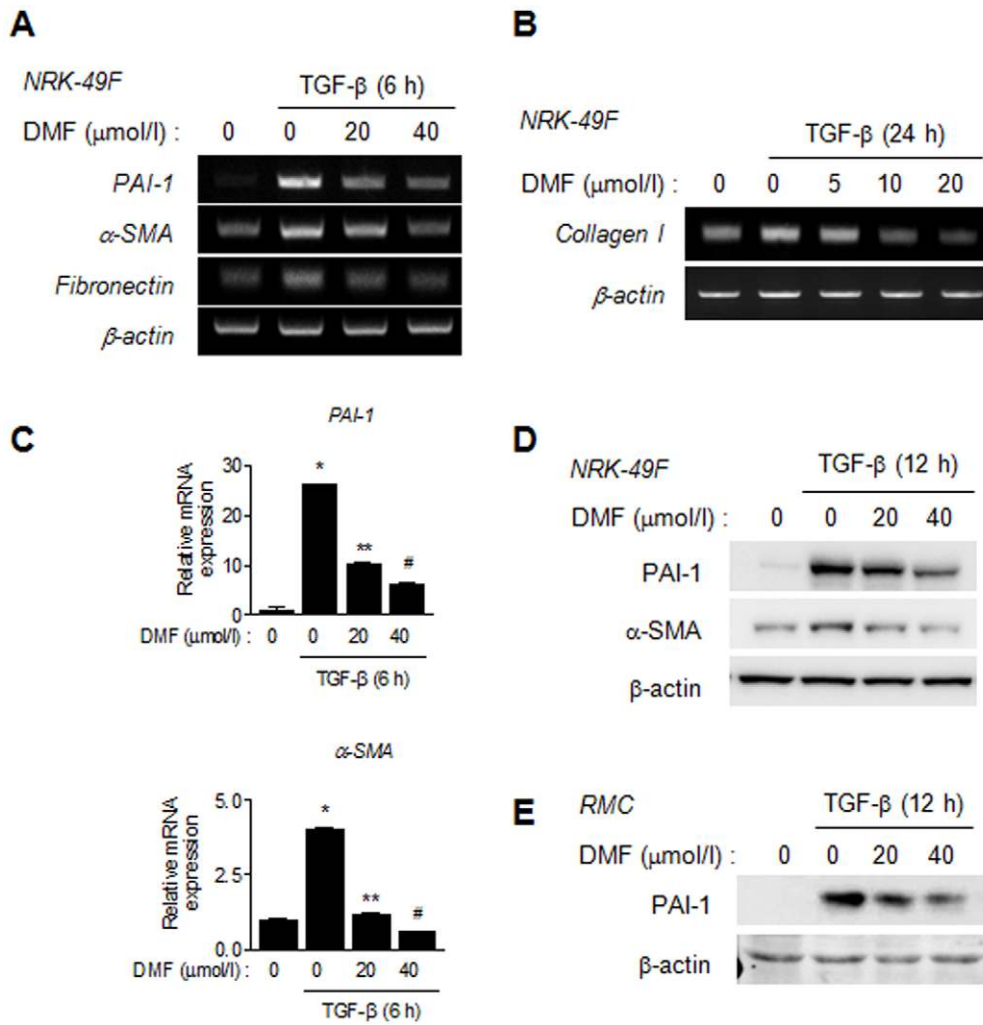 A
NRK-49F
TGF-β (6 h)
DMF (μmol/l) : 0 0 20 40
PAI-1
α-SMA
Fibronectin
β-actin
B
NRK-49F
TGF-β (24 h)
DMF (μmol/l) : 0 0 5 10 20
Collagen I
β-actin
C
PAI-1
Relative mRNA
expression
30
20
10
0
*
**
#
DMF (μmol/l) : 0 0 20 40
TGF-β (6 h)
α-SMA
Relative mRNA
expression
5.0
2.5
0.0
*
**
#
DMF (μmol/l) : 0 0 20 40
TGF-β (6 h)
D
NRK-49F
TGF-β (12 h)
DMF (μmol/l) : 0 0 20 40
PAI-1
α-SMA
β-actin
E
RMC
TGF-β (12 h)
DMF (μmol/l) : 0 0 20 40
PAI-1
β-actin